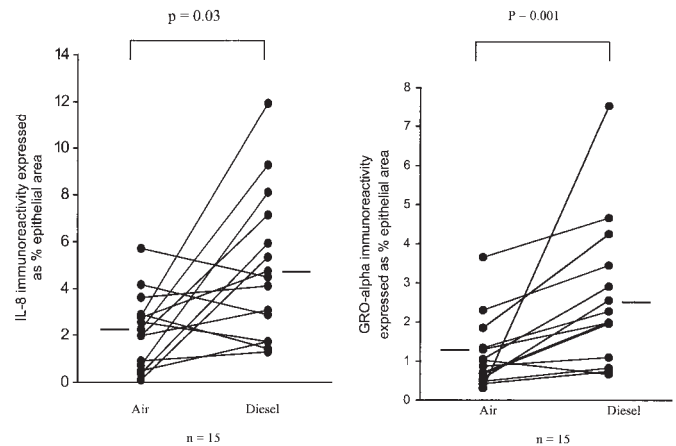 p = 0.03
IL-8 immunoreactivity expressed
as % epithelial area
14
12
10
8
6
4
2
0
Air
Diesel
n = 15
P – 0.001
GRO-alpha immunoreactivity
expressed as % epithelial area
8
7
6
5
4
3
2
1
0
Air
Diesel
n = 15